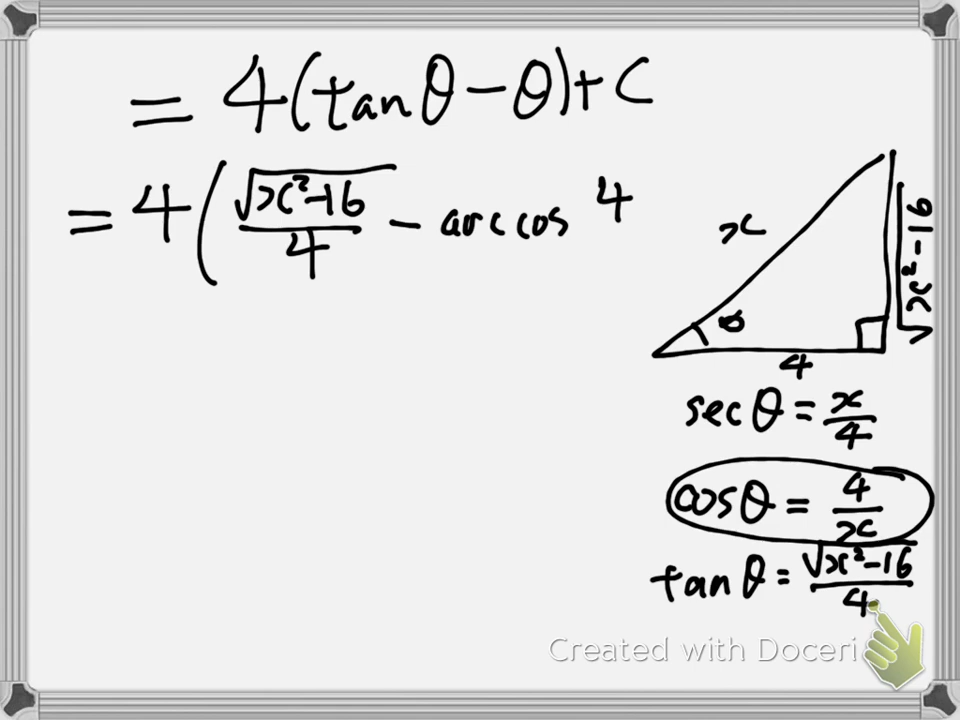 = 4(tanθ − θ) + C
= 4(√(x²−16)/4 − arccos 4
x
θ
4
√(x²−16)
secθ = x/4
cosθ = 4/x
tanθ = √(x²−16)/4
Created with Doceri